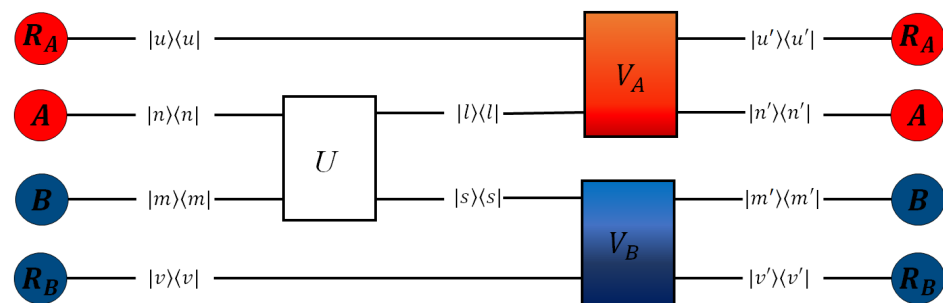 R_A |u⟩⟨u| V_A |u'⟩⟨u'| R_A
A |n⟩⟨n| U |l⟩⟨l| |n'⟩⟨n'| A
B |m⟩⟨m| |s⟩⟨s| V_B |m'⟩⟨m'| B
R_B |v⟩⟨v| |v'⟩⟨v'| R_B